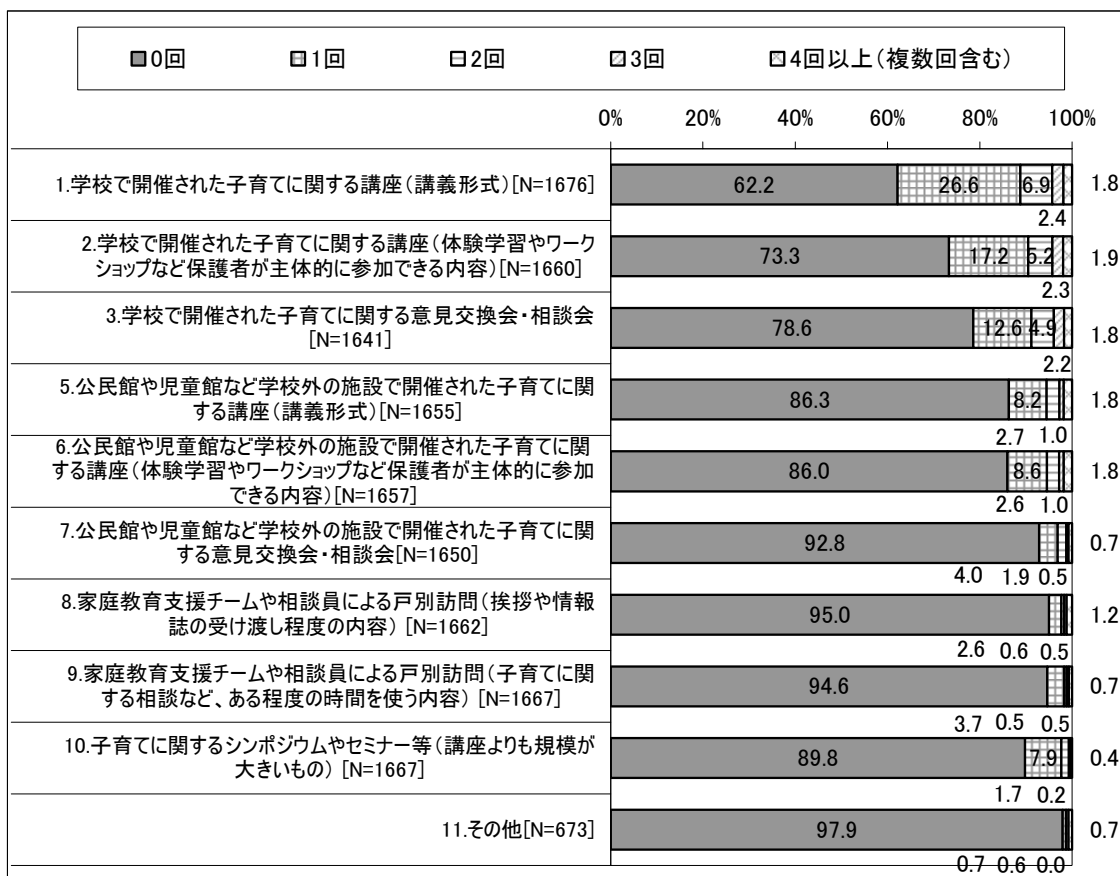 ■0回 1回 2回 3回 4回以上(複数回含む)
0% 20% 40% 60% 80% 100%
1.学校で開催された子育てに関する講座(講義形式)[N=1676]
62.2 26.6 6.9 1.8
2.4
2.学校で開催された子育てに関する講座(体験学習やワーク
ショップなど保護者が主体的に参加できる内容)[N=1660]
73.3 17.2 5.2 1.9
2.3
3.学校で開催された子育てに関する意見交換会・相談会
[N=1641]
78.6 12.6 4.9 1.8
2.2
5.公民館や児童館など学校外の施設で開催された子育てに関
する講座(講義形式)[N=1655]
86.3 8.2 1.8
2.7 1.0
6.公民館や児童館など学校外の施設で開催された子育てに関
する講座(体験学習やワークショップなど保護者が主体的に参加
できる内容)[N=1657]
86.0 8.6 1.8
2.6 1.0
7.公民館や児童館など学校外の施設で開催された子育てに関
する意見交換会・相談会[N=1650]
92.8 0.7
4.0 1.9 0.5
8.家庭教育支援チームや相談員による戸別訪問(挨拶や情報
誌の受け渡し程度の内容) [N=1662]
95.0 1.2
2.6 0.6 0.5
9.家庭教育支援チームや相談員による戸別訪問(子育てに関
する相談など、ある程度の時間を使う内容) [N=1667]
94.6 0.7
3.7 0.5 0.5
10.子育てに関するシンポジウムやセミナー等(講座よりも規模が
大きいもの) [N=1667]
89.8 7.9 0.4
1.7 0.2
11.その他[N=673]
97.9 0.7
0.7 0.6 0.0